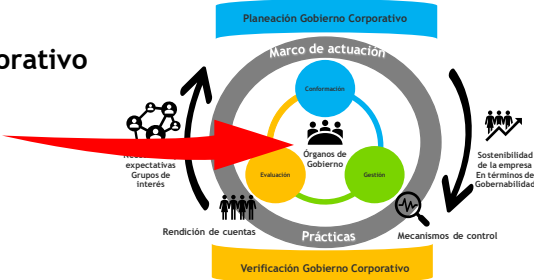 Planeación Gobierno Corporativo
orativo
Marco de actuación
Conformación
expectativas
Grupos de
interés
Órganos de
Gobierno
Sostenibilidad
de la empresa
En términos de
Gobernabilidad
Evaluación
Gestión
Rendición de cuentas
Prácticas
Mecanismos de control
Verificación Gobierno Corporativo